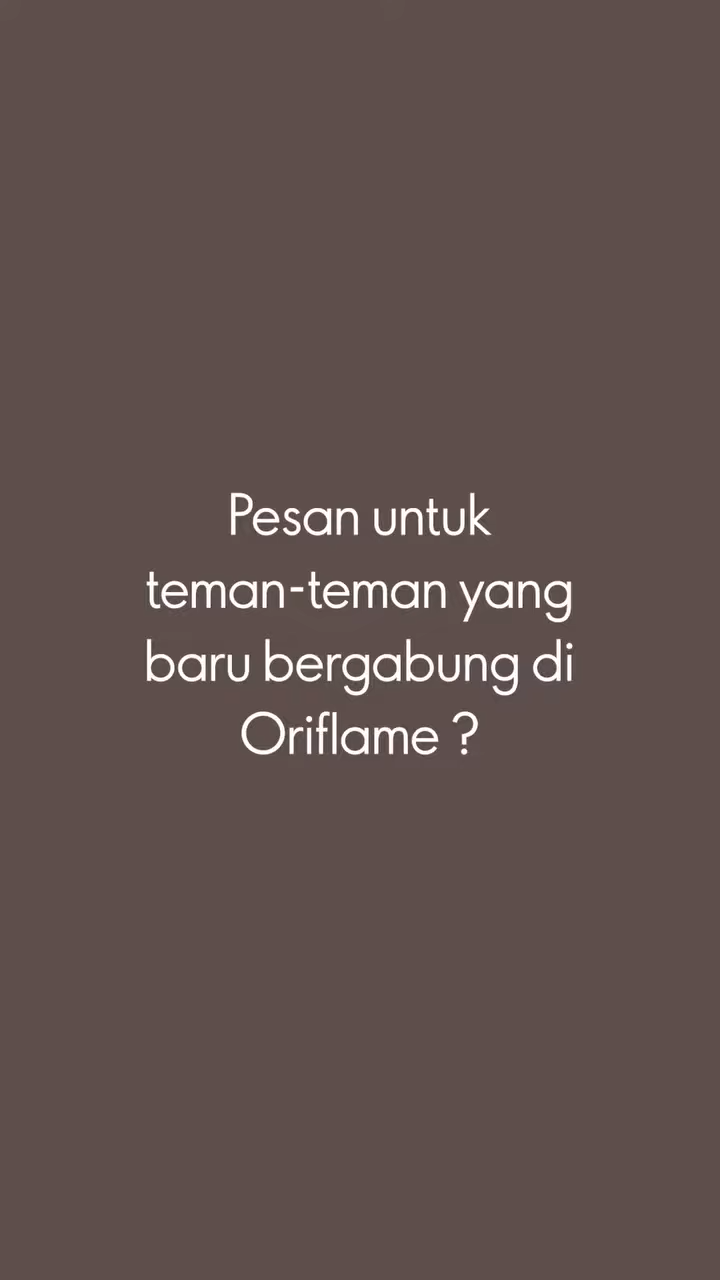 Pesan untuk
teman-teman yang
baru bergabung di
Oriflame ?